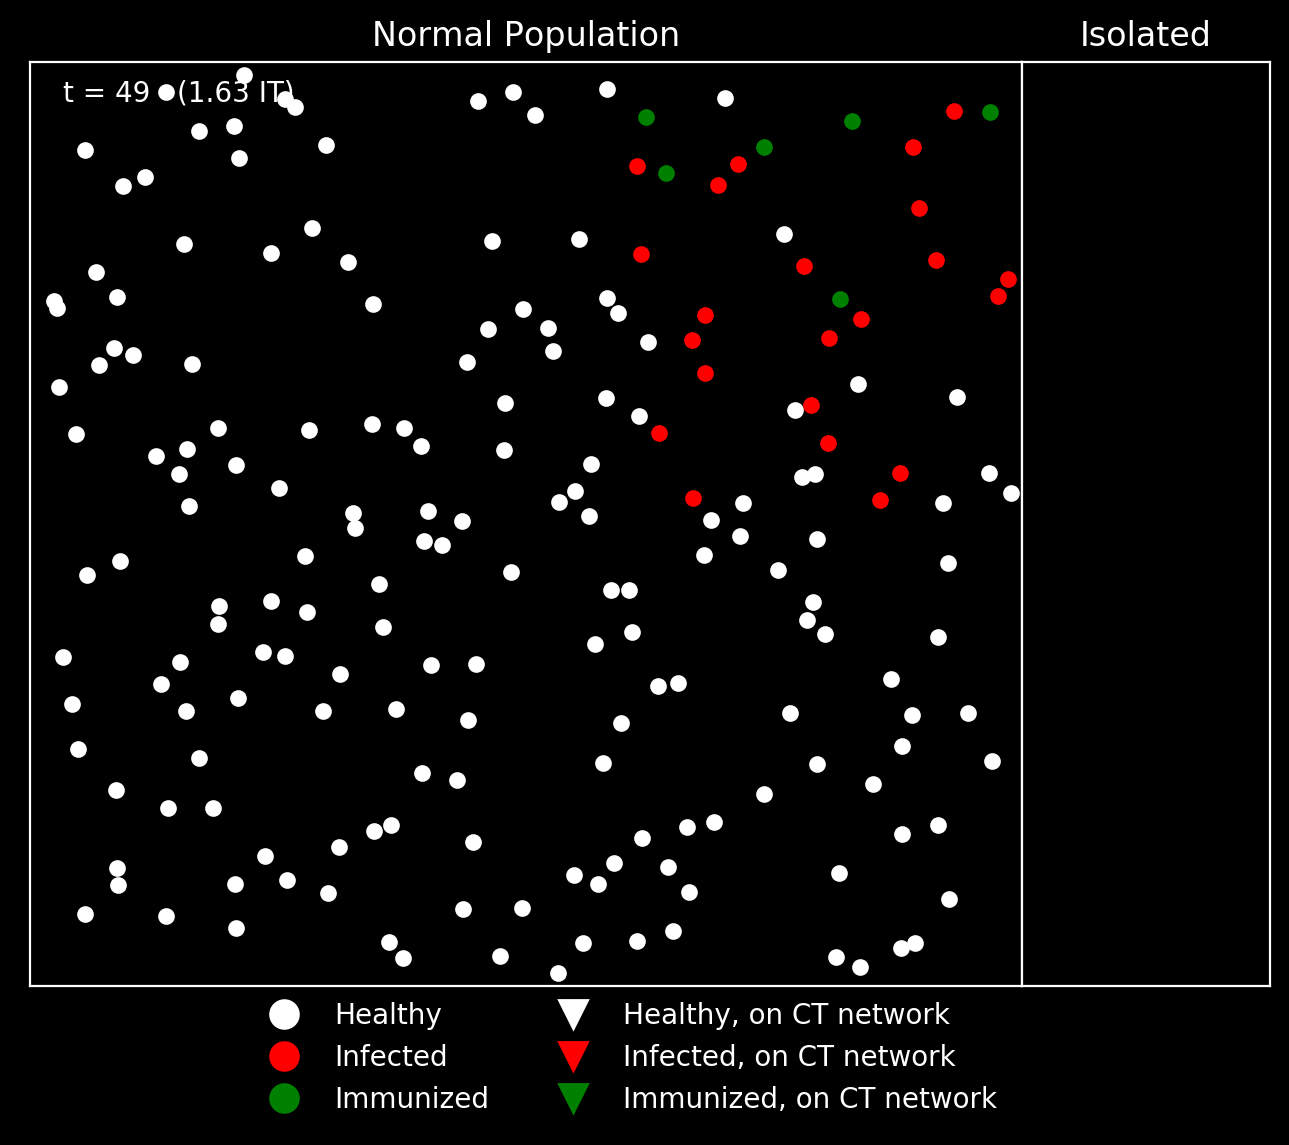 Normal Population
Isolated
t = 49 (1.63 IT)
Healthy
Infected
Immunized
Healthy, on CT network
Infected, on CT network
Immunized, on CT network